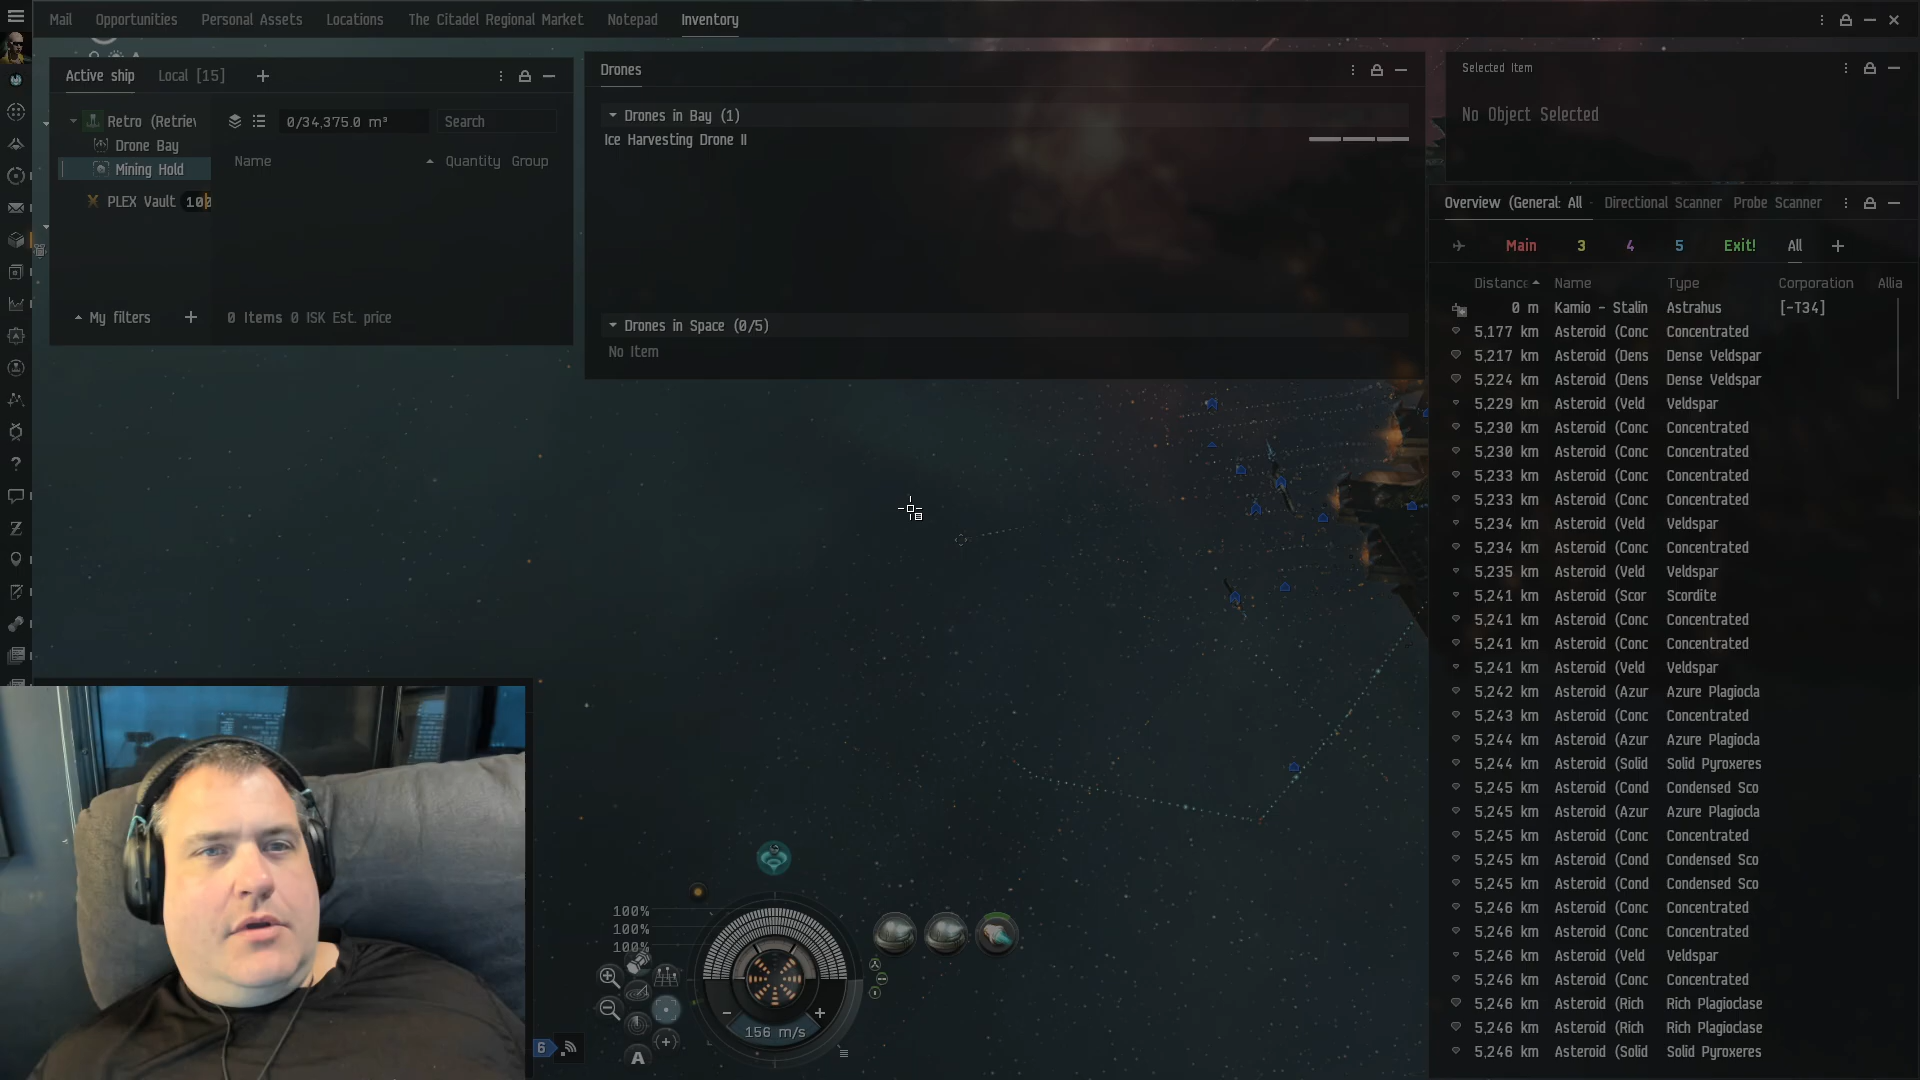 Mail Opportunities Personal Assets Locations The Citadel Regional Market Notepad Inventory
Active ship Local [15]
Retro (Retriev
Drone Bay
Mining Hold
PLEX Vault 100
My filters
0/34,375.0 m³ Search
Name Quantity Group
0 Items 0 ISK Est. price
Drones
Drones in Bay (1)
Ice Harvesting Drone II
Drones in Space (0/5)
No Item
Selected Item
No Object Selected
Overview (General: All Directional Scanner Probe Scanner
Main 3 4 5 Exit! All
Distance Name Type Corporation Allia
0 m Kamio - Stalin Astrahus [-T34]
5,177 km Asteroid (Conc Concentrated
5,217 km Asteroid (Dens Dense Veldspar
5,224 km Asteroid (Dens Dense Veldspar
5,229 km Asteroid (Veld Veldspar
5,230 km Asteroid (Conc Concentrated
5,230 km Asteroid (Conc Concentrated
5,233 km Asteroid (Conc Concentrated
5,233 km Asteroid (Conc Concentrated
5,234 km Asteroid (Veld Veldspar
5,234 km Asteroid (Conc Concentrated
5,235 km Asteroid (Veld Veldspar
5,241 km Asteroid (Scor Scordite
5,241 km Asteroid (Conc Concentrated
5,241 km Asteroid (Conc Concentrated
5,241 km Asteroid (Veld Veldspar
5,242 km Asteroid (Azur Azure Plagiocla
5,243 km Asteroid (Conc Concentrated
5,244 km Asteroid (Azur Azure Plagiocla
5,244 km Asteroid (Solid Solid Pyroxeres
5,245 km Asteroid (Cond Condensed Sco
5,245 km Asteroid (Azur Azure Plagiocla
5,245 km Asteroid (Conc Concentrated
5,245 km Asteroid (Cond Condensed Sco
5,245 km Asteroid (Cond Condensed Sco
5,246 km Asteroid (Conc Concentrated
5,246 km Asteroid (Conc Concentrated
5,246 km Asteroid (Veld Veldspar
5,246 km Asteroid (Conc Concentrated
5,246 km Asteroid (Rich Rich Plagioclase
5,246 km Asteroid (Rich Rich Plagioclase
5,246 km Asteroid (Solid Solid Pyroxeres
100%
100%
100%
156 m/s
A
6